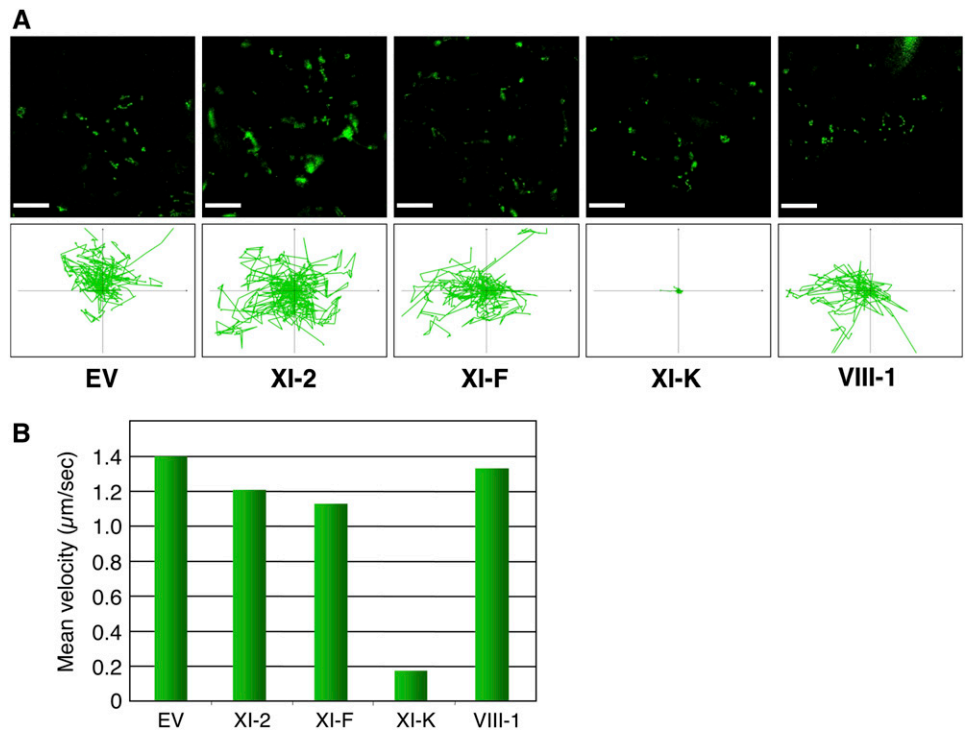 A
EV XI-2 XI-F XI-K VIII-1
B
Mean velocity (µm/sec)
1.4
1.2
1.0
0.8
0.6
0.4
0.2
0
EV XI-2 XI-F XI-K VIII-1